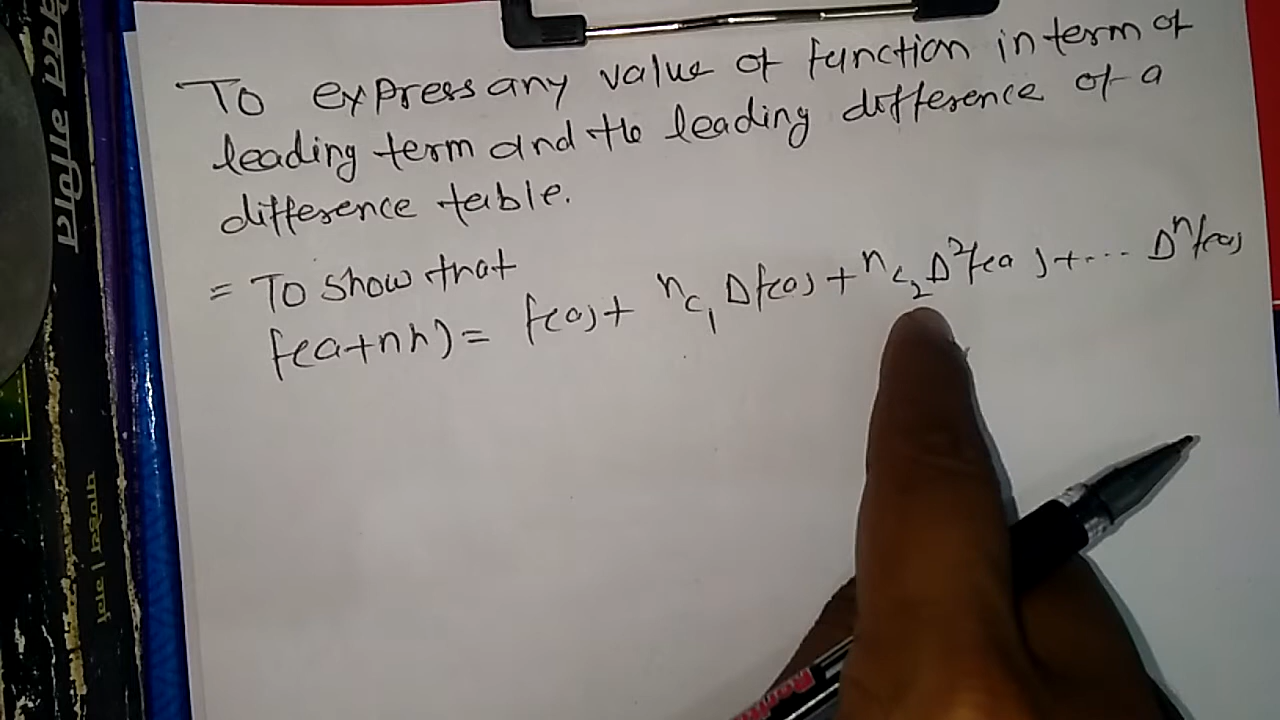 To express any value of function in term of
leading term and the leading difference of a
difference table.
= To show that
f(a+nh) = f(a) + ⁿc₁ Δf(a) + ⁿc₂ Δ²f(a) + ... Δⁿf(a)